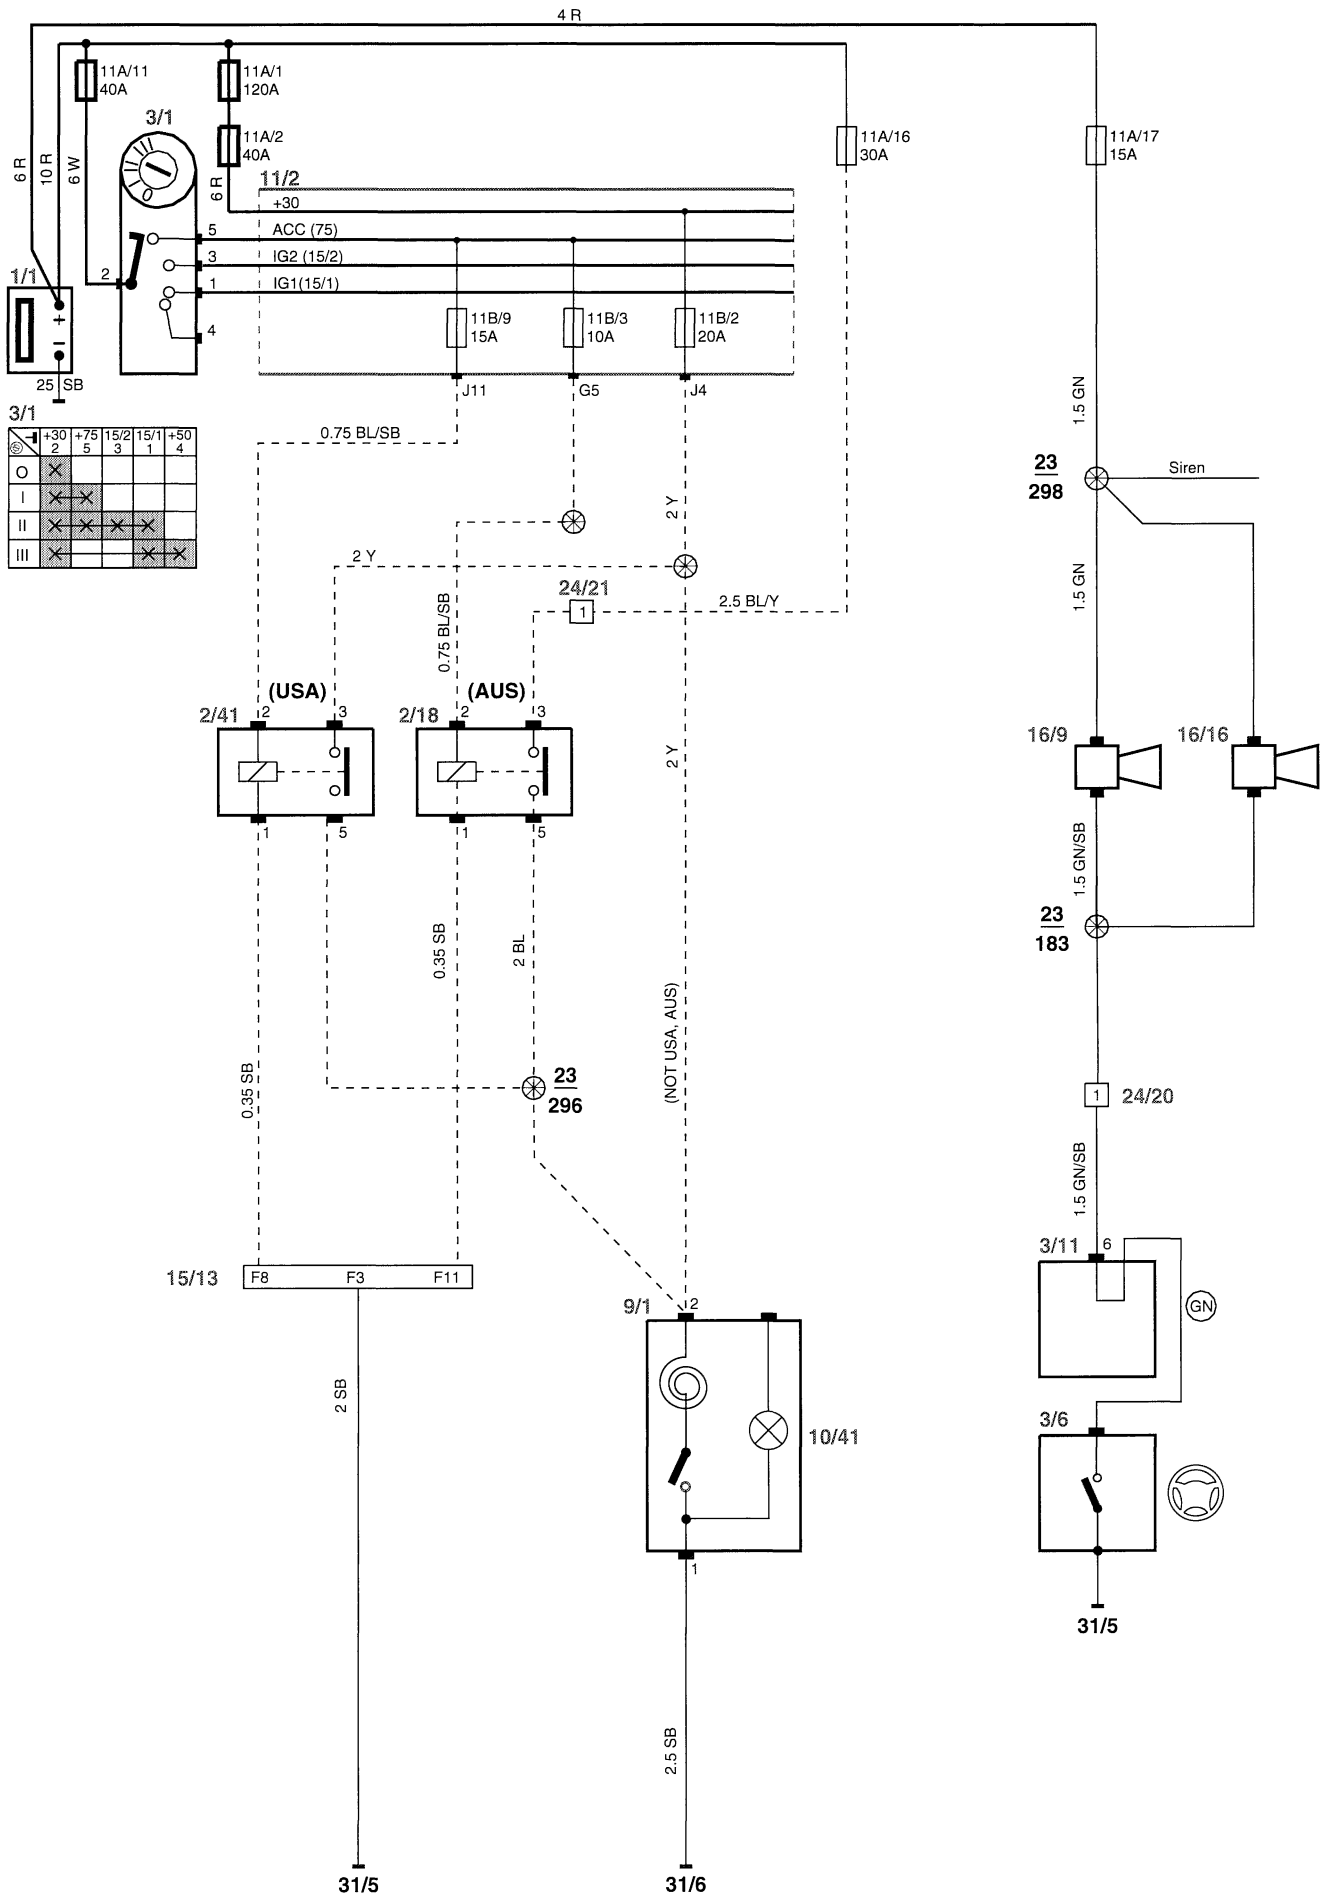 4 R
11A/11
40A
11A/1
120A
3/1
11A/2
40A
11A/16
30A
11A/17
15A
6 R
10 R
6 W
6 R
11/2
+30
5
ACC (75)
3
IG2 (15/2)
1
IG1(15/1)
2
4
1/1
+
−
25 SB
11B/9
15A
11B/3
10A
11B/2
20A
J11
G5
J4
3/1
+30 +75 15/2 15/1 +50
2 5 3 1 4
O
I
II
III
0.75 BL/SB
1.5 GN
23
298
Siren
2 Y
2 Y
24/21
1
2.5 BL/Y
0.75 BL/SB
1.5 GN
(USA)
(AUS)
2/41
2
3
2/18
2
3
2 Y
16/9
16/16
1
5
1
5
1.5 GN/SB
0.35 SB
2 BL
23
183
(NOT USA, AUS)
0.35 SB
23
296
1
24/20
1.5 GN/SB
15/13
F8
F3
F11
3/11
6
GN
9/1
2
2 SB
10/41
3/6
1
31/5
2.5 SB
31/5
31/6